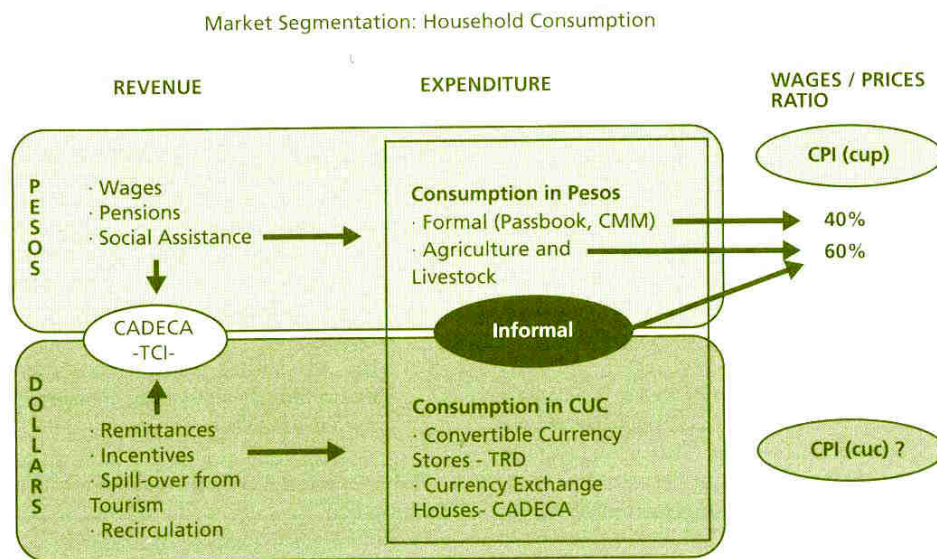 Market Segmentation: Household Consumption
REVENUE
EXPENDITURE
WAGES / PRICES
RATIO
PESOS
· Wages
· Pensions
· Social Assistance
Consumption in Pesos
· Formal (Passbook, CMM)
· Agriculture and
Livestock
CPI (cup)
40%
60%
CADECA
-TCI-
Informal
DOLLARS
· Remittances
· Incentives
· Spill-over from
Tourism
· Recirculation
Consumption in CUC
· Convertible Currency
Stores - TRD
· Currency Exchange
Houses- CADECA
CPI (cuc) ?